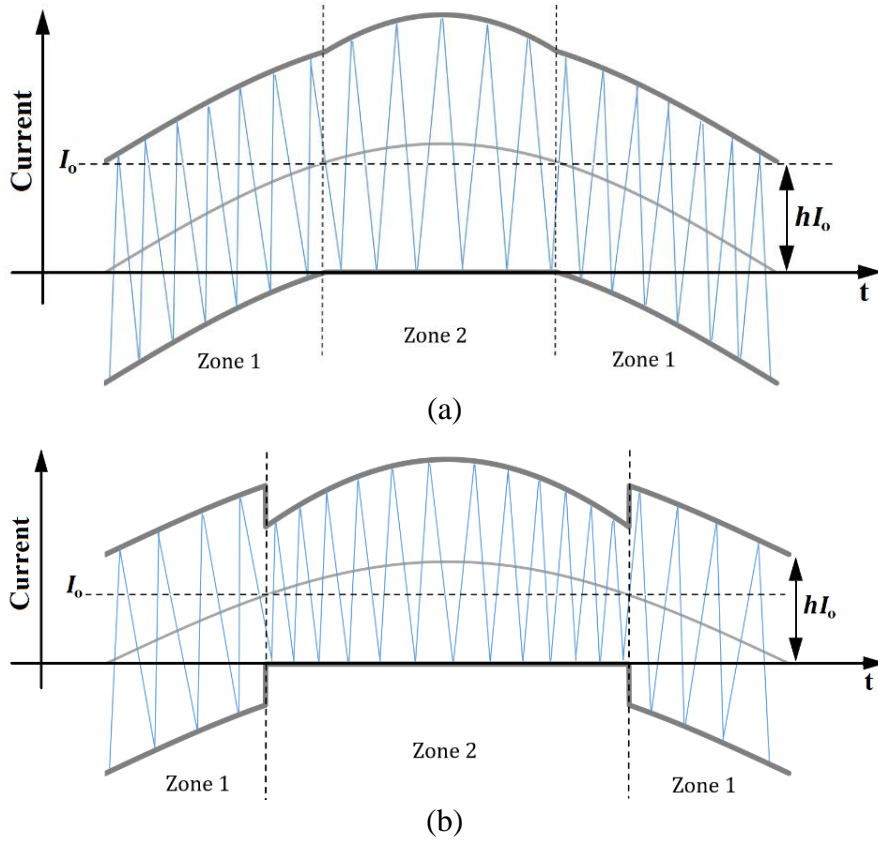 Current
Io
hIo
t
Zone 1
Zone 2
Zone 1
(a)
Current
Io
hIo
t
Zone 2
Zone 1
Zone 1
(b)